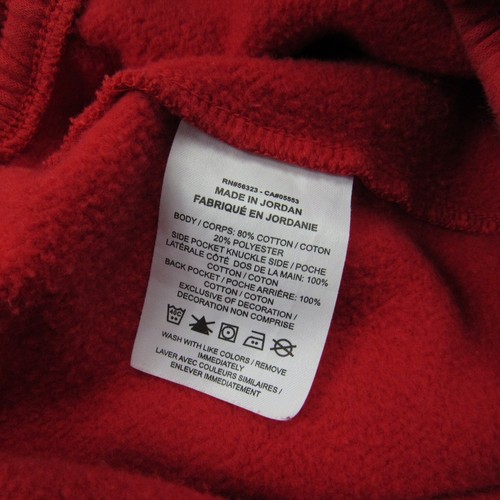 RN#56323 - CA#05553
MADE IN JORDAN
FABRIQUÉ EN JORDANIE
BODY / CORPS: 80% COTTON / COTON
20% POLYESTER
SIDE POCKET KNUCKLE SIDE / POCHE
LATÉRALE CÔTÉ DOS DE LA MAIN: 100%
COTTON / COTON
BACK POCKET / POCHE ARRIÈRE: 100%
COTTON / COTON
EXCLUSIVE OF DECORATION /
DÉCORATION NON COMPRISE
WASH WITH LIKE COLORS / REMOVE
IMMEDIATELY
LAVER AVEC COULEURS SIMILAIRES /
ENLEVER IMMÉDIATEMENT